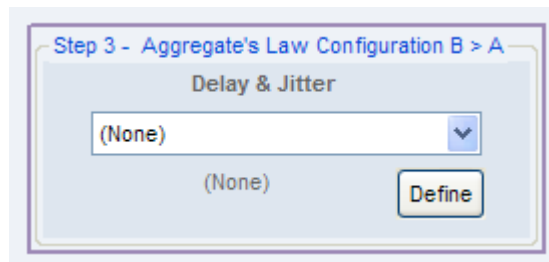 Step 3 - Aggregate's Law Configuration B > A
Delay & Jitter
(None)
(None)
Define